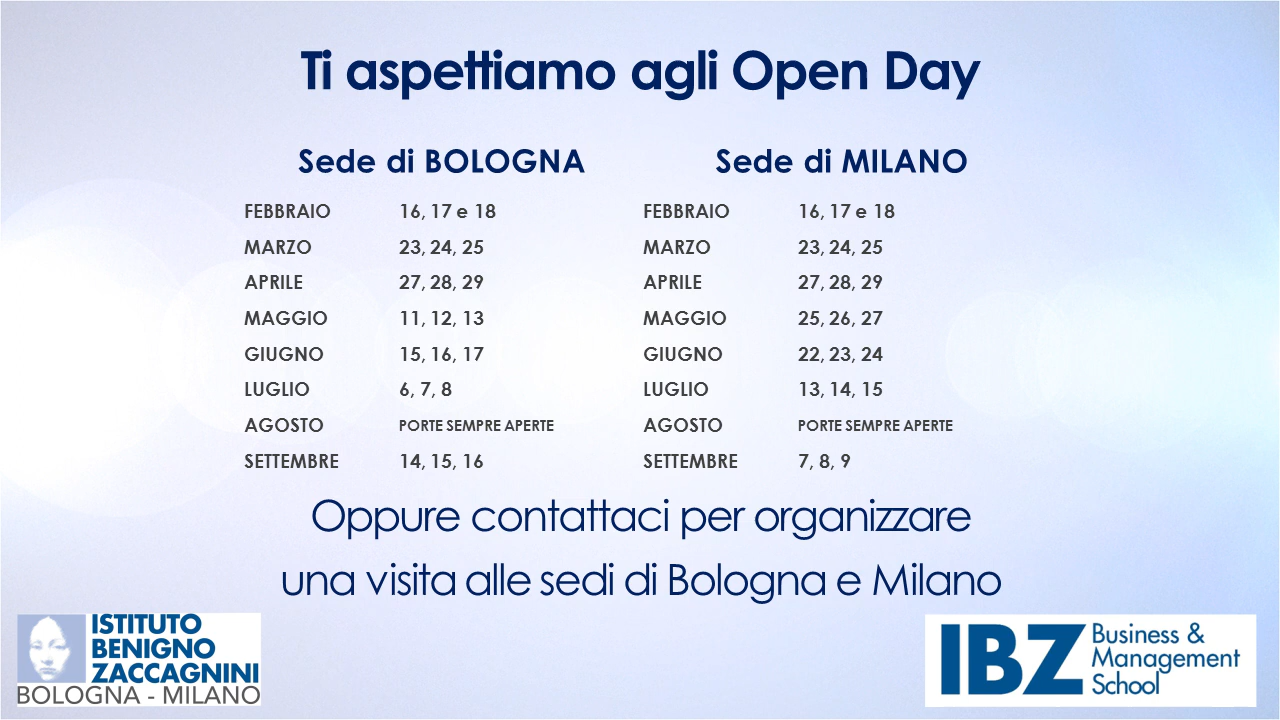 Ti aspettiamo agli Open Day
Sede di BOLOGNA
FEBBRAIO 16, 17 e 18
MARZO 23, 24, 25
APRILE 27, 28, 29
MAGGIO 11, 12, 13
GIUGNO 15, 16, 17
LUGLIO 6, 7, 8
AGOSTO PORTE SEMPRE APERTE
SETTEMBRE 14, 15, 16
Sede di MILANO
FEBBRAIO 16, 17 e 18
MARZO 23, 24, 25
APRILE 27, 28, 29
MAGGIO 25, 26, 27
GIUGNO 22, 23, 24
LUGLIO 13, 14, 15
AGOSTO PORTE SEMPRE APERTE
SETTEMBRE 7, 8, 9
Oppure contattaci per organizzare
una visita alle sedi di Bologna e Milano
ISTITUTO
BENIGNO
ZACCAGNINI
BOLOGNA - MILANO
IBZ
Business &
Management
School